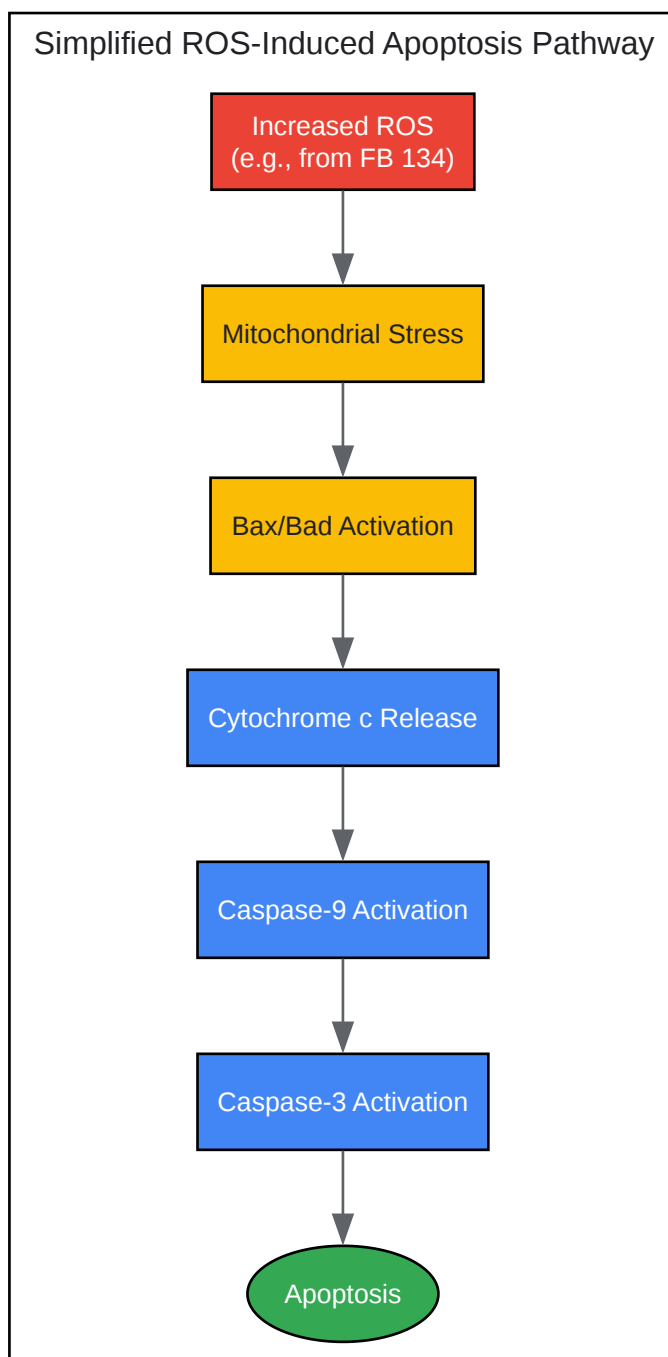 Simplified ROS-Induced Apoptosis Pathway
Increased ROS
(e.g., from FB 134)
Mitochondrial Stress
Bax/Bad Activation
Cytochrome c Release
Caspase-9 Activation
Caspase-3 Activation
Apoptosis